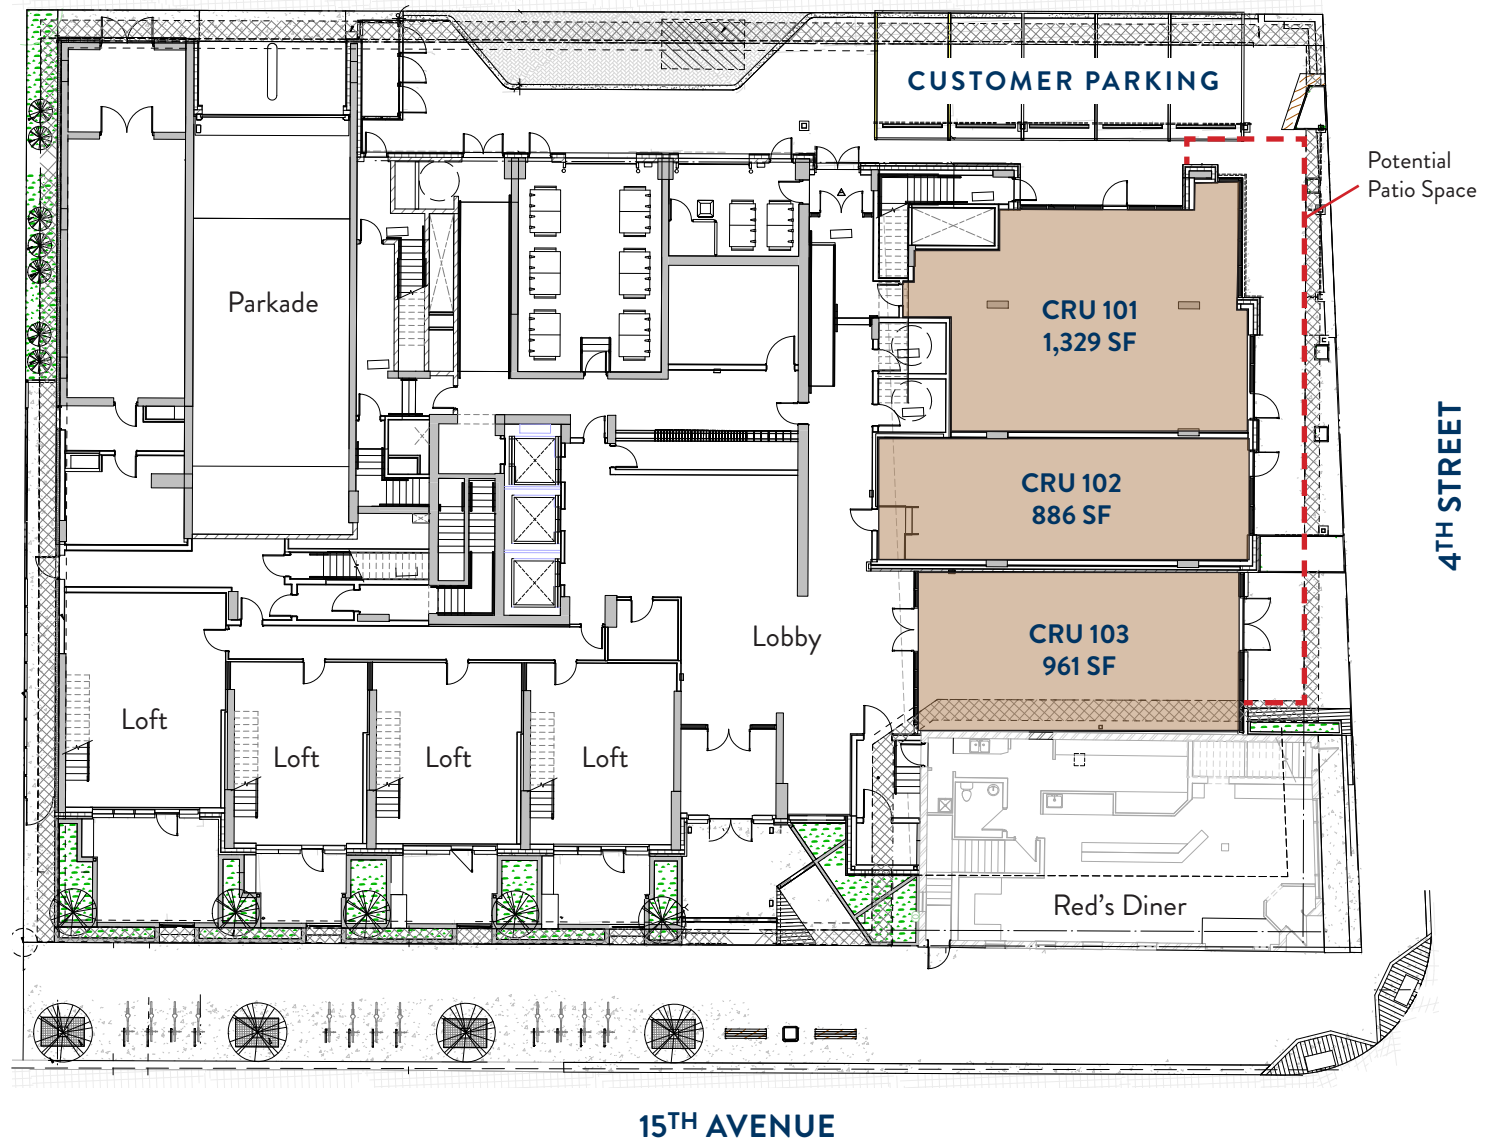 CUSTOMER PARKING
Potential
Patio Space
Parkade
CRU 101
1,329 SF
4TH STREET
CRU 102
886 SF
Lobby
CRU 103
961 SF
Loft
Loft
Loft
Loft
Red's Diner
15TH AVENUE